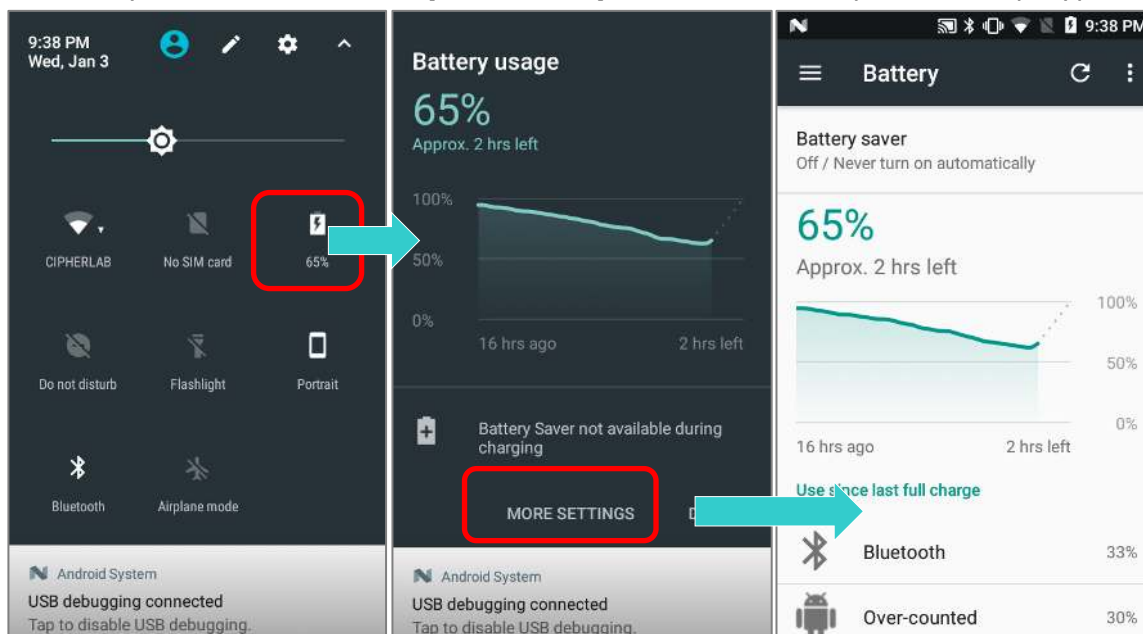 9:38 PM
Wed, Jan 3
CIPHERLAB
No SIM card
65%
Do not disturb
Flashlight
Portrait
Bluetooth
Airplane mode
Android System
USB debugging connected
Tap to disable USB debugging.
Battery usage
65%
Approx. 2 hrs left
100%
50%
0%
16 hrs ago
2 hrs left
Battery Saver not available during
charging
MORE SETTINGS
Android System
USB debugging connected
Tap to disable USB debugging.
9:38 PM
Battery
Battery saver
Off / Never turn on automatically
65%
Approx. 2 hrs left
100%
50%
0%
16 hrs ago
2 hrs left
Use since last full charge
Bluetooth
33%
Over-counted
30%